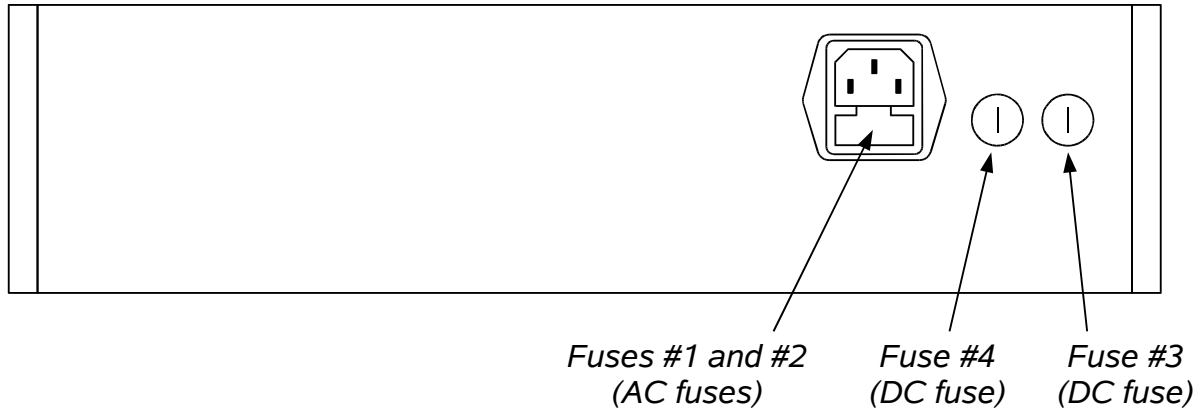 Fuses #1 and #2
(AC fuses)
Fuse #4
(DC fuse)
Fuse #3
(DC fuse)